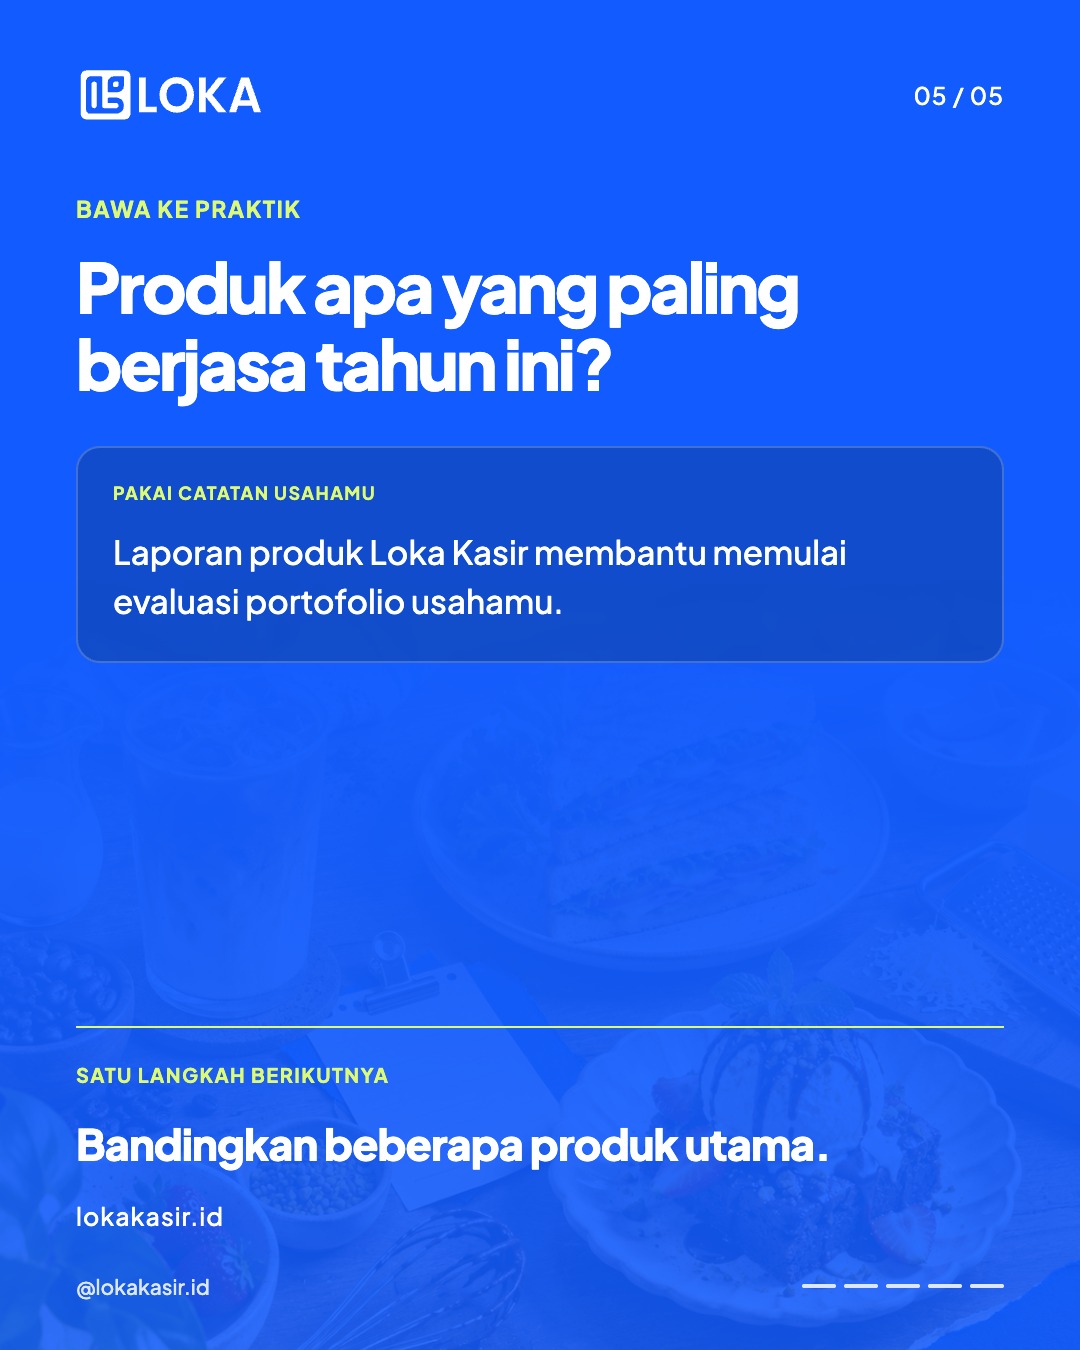 LOKA
05 / 05
BAWA KE PRAKTIK
Produk apa yang paling
berjasa tahun ini?
PAKAI CATATAN USAHAMU
Laporan produk Loka Kasir membantu memulai
evaluasi portofolio usahamu.
SATU LANGKAH BERIKUTNYA
Bandingkan beberapa produk utama.
lokakasir.id
@lokakasir.id